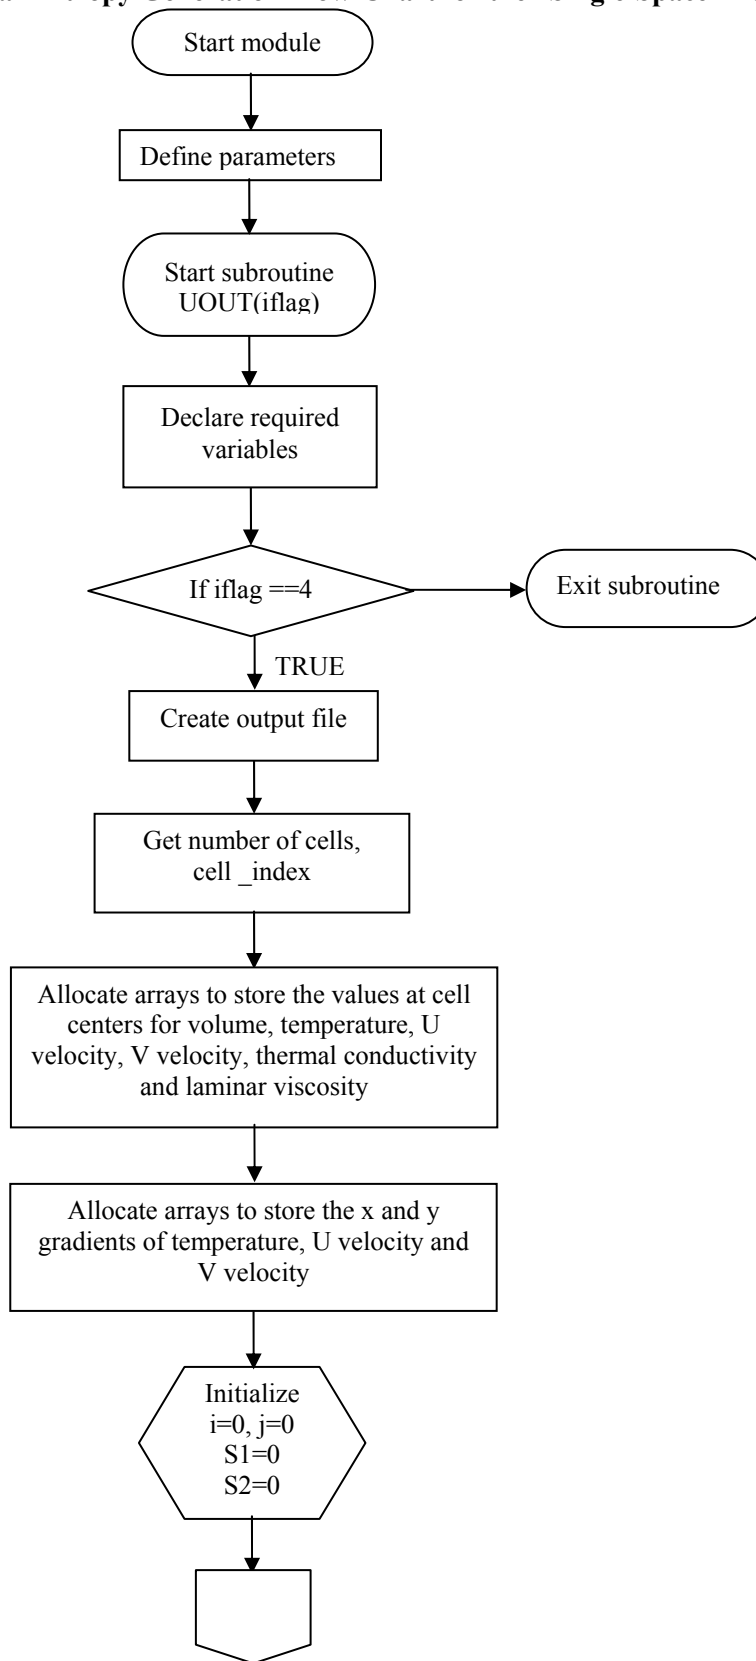 Start module
Define parameters
Start subroutine
UOUT(iflag)
Declare required
variables
If iflag ==4
Exit subroutine
TRUE
Create output file
Get number of cells,
cell _index
Allocate arrays to store the values at cell
centers for volume, temperature, U
velocity, V velocity, thermal conductivity
and laminar viscosity
Allocate arrays to store the x and y
gradients of temperature, U velocity and
V velocity
Initialize
i=0, j=0
S1=0
S2=0